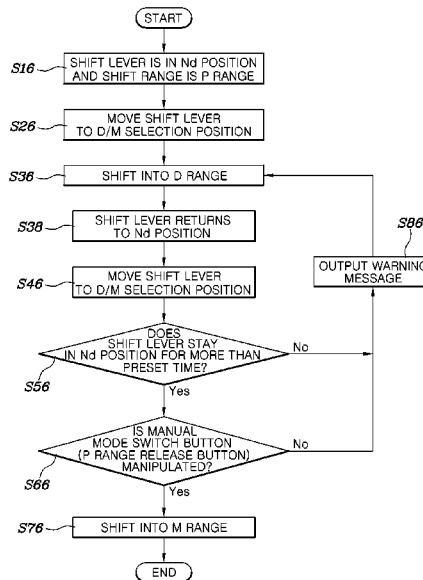 START
S16
SHIFT LEVER IS IN Nd POSITION
AND SHIFT RANGE IS P RANGE
S26
MOVE SHIFT LEVER
TO D/M SELECTION POSITION
S36
SHIFT INTO D RANGE
S38
SHIFT LEVER RETURNS
TO Nd POSITION
S86
OUTPUT WARNING
MESSAGE
S46
MOVE SHIFT LEVER
TO D/M SELECTION POSITION
DOES
SHIFT LEVER STAY
IN Nd POSITION FOR MORE THAN
PRESET TIME?
No
S56
Yes
IS MANUAL
MODE SWITCH BUTTON
(P RANGE RELEASE BUTTON)
MANIPULATED?
No
S66
Yes
S76
SHIFT INTO M RANGE
END